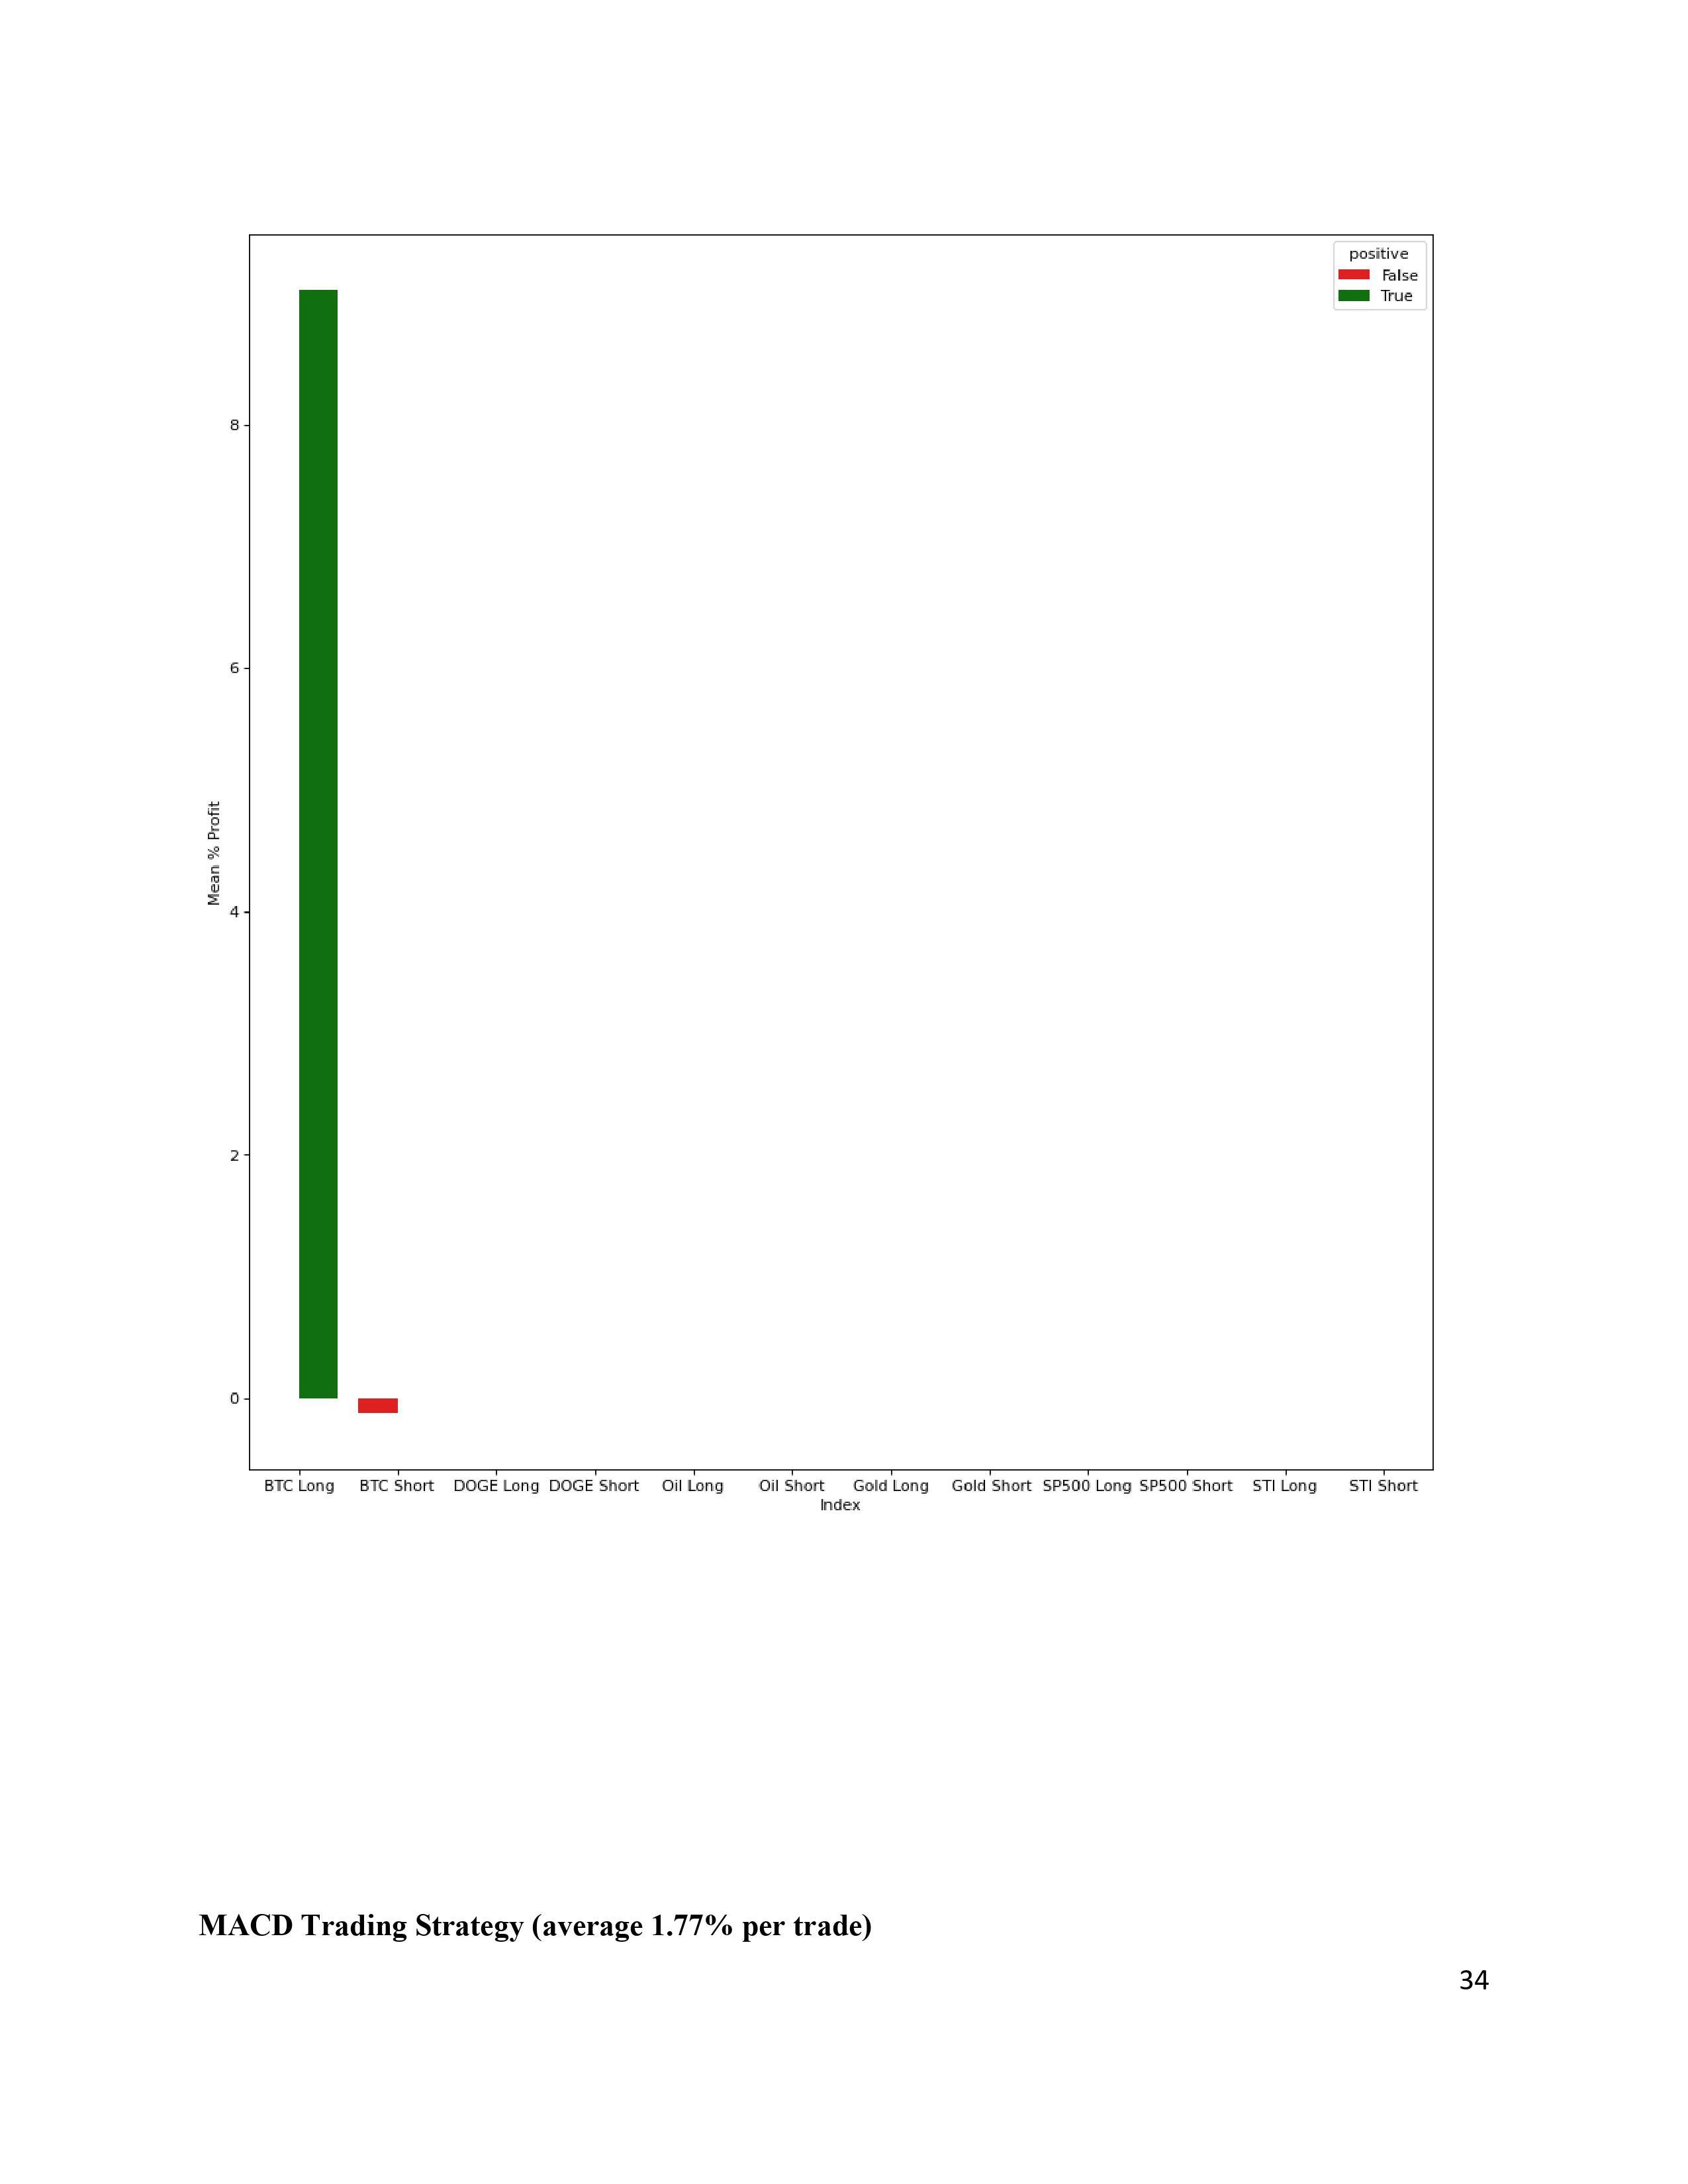 positive
False
True
8
6
4
2
0
Mean % Profit
BTC Long BTC Short DOGE Long DOGE Short Oil Long Oil Short Gold Long Gold Short SP500 Long SP500 Short STI Long STI Short
Index
MACD Trading Strategy (average 1.77% per trade)
34